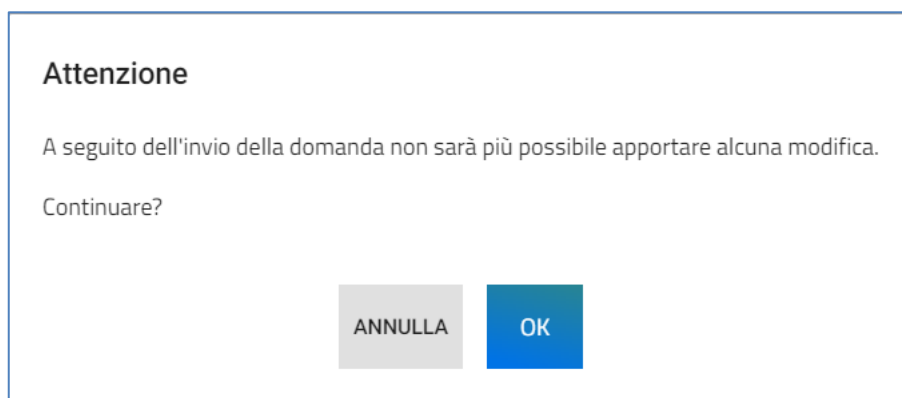 Attenzione
A seguito dell'invio della domanda non sarà più possibile apportare alcuna modifica.
Continuare?
ANNULLA OK